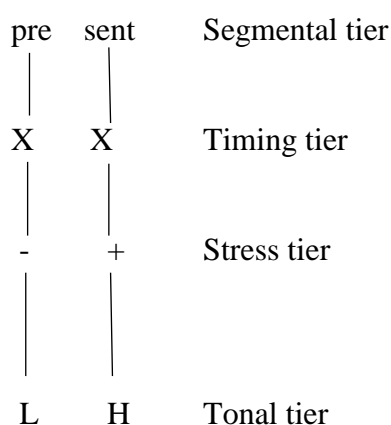 pre sent Segmental tier
X X Timing tier
- + Stress tier
L H Tonal tier